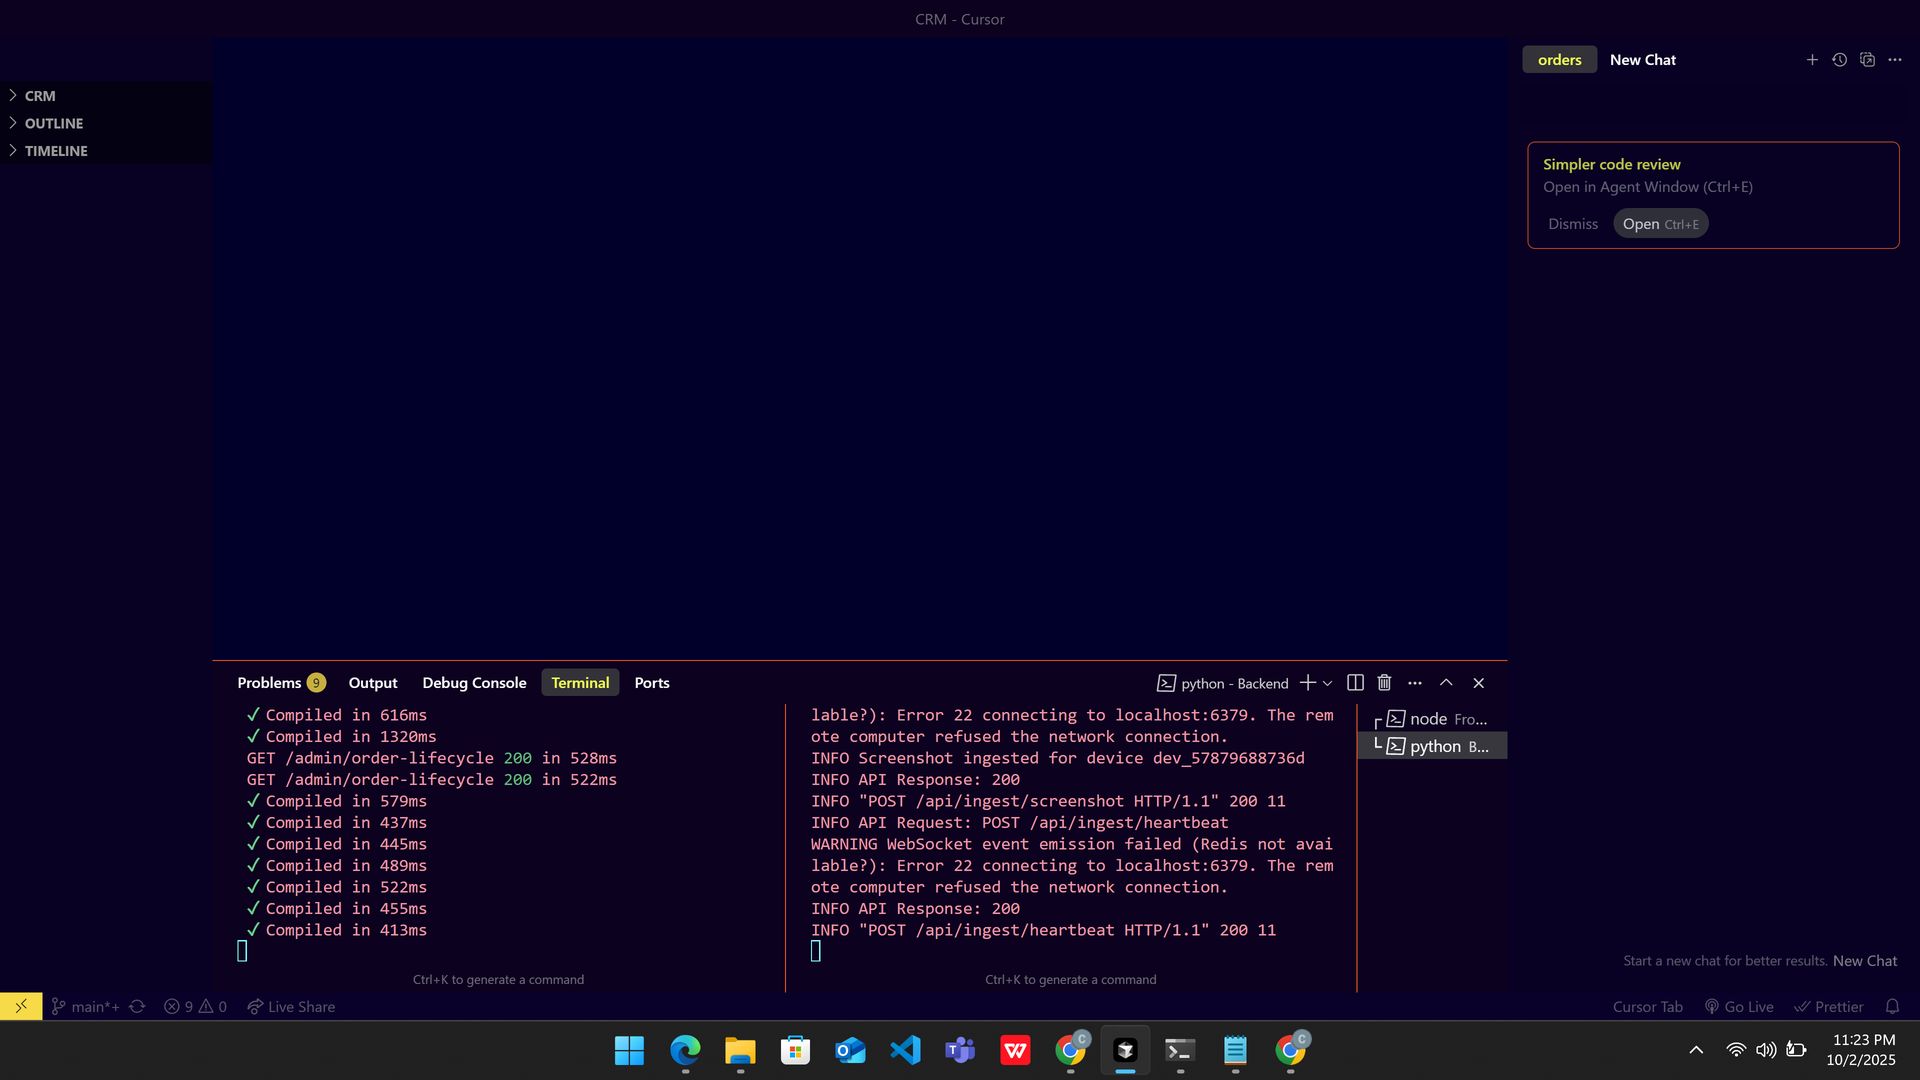 CRM - Cursor
CRM
OUTLINE
TIMELINE
orders New Chat
Simpler code review
Open in Agent Window (Ctrl+E)
Dismiss Open Ctrl+E
Problems 9 Output Debug Console Terminal Ports
python - Backend
✓ Compiled in 616ms
✓ Compiled in 1320ms
GET /admin/order-lifecycle 200 in 528ms
GET /admin/order-lifecycle 200 in 522ms
✓ Compiled in 579ms
✓ Compiled in 437ms
✓ Compiled in 445ms
✓ Compiled in 489ms
✓ Compiled in 522ms
✓ Compiled in 455ms
✓ Compiled in 413ms
Ctrl+K to generate a command
lable?): Error 22 connecting to localhost:6379. The rem
ote computer refused the network connection.
INFO Screenshot ingested for device dev_57879688736d
INFO API Response: 200
INFO "POST /api/ingest/screenshot HTTP/1.1" 200 11
INFO API Request: POST /api/ingest/heartbeat
WARNING WebSocket event emission failed (Redis not avai
lable?): Error 22 connecting to localhost:6379. The rem
ote computer refused the network connection.
INFO API Response: 200
INFO "POST /api/ingest/heartbeat HTTP/1.1" 200 11
Ctrl+K to generate a command
node Fro...
python B...
Start a new chat for better results. New Chat
main*+ 9 0 Live Share
Cursor Tab Go Live Prettier
11:23 PM
10/2/2025